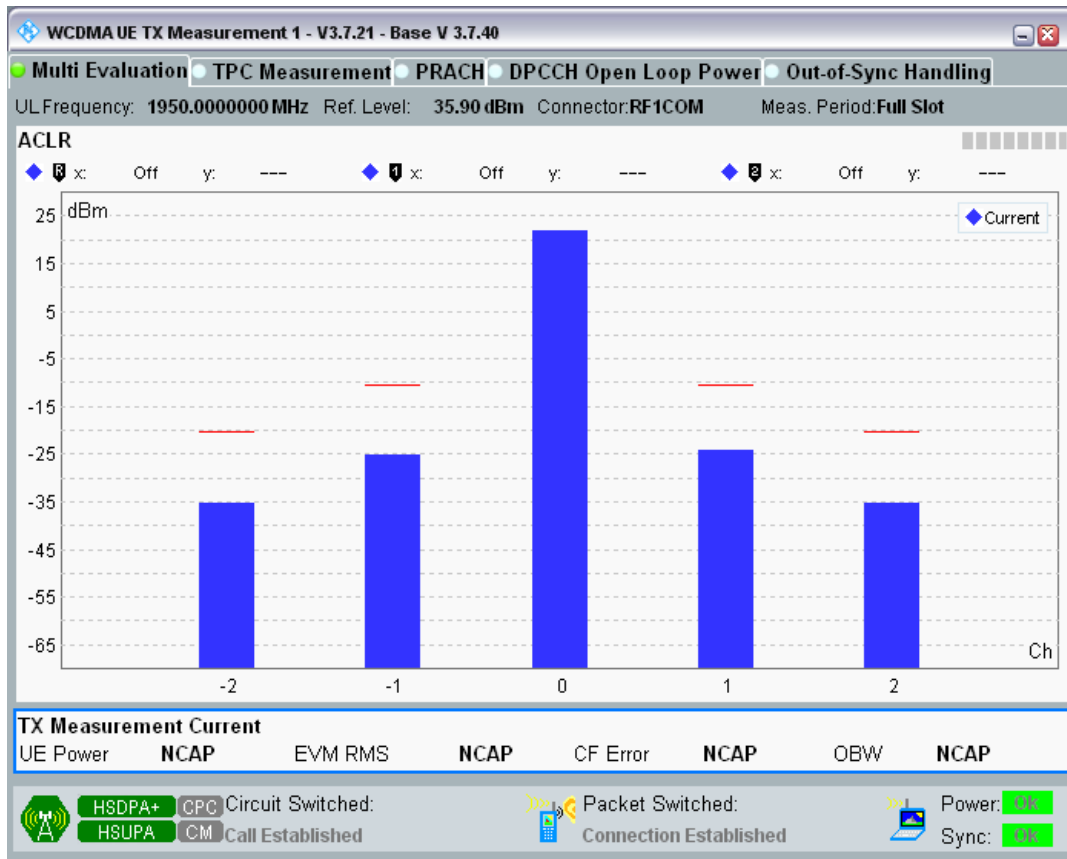 WCDMA UE TX Measurement 1 - V3.7.21 - Base V 3.7.40
Multi Evaluation TPC Measurement PRACH DPCCH Open Loop Power Out-of-Sync Handling
UL Frequency: 1950.0000000 MHz Ref. Level: 35.90 dBm Connector:RF1COM Meas. Period:Full Slot
ACLR
R x: Off y: --- 1 x: Off y: --- 2 x: Off y: ---
dBm
Current
25
15
5
-5
-15
-25
-35
-45
-55
-65
Ch
-2 -1 0 1 2
TX Measurement Current
UE Power NCAP EVM RMS NCAP CF Error NCAP OBW NCAP
HSDPA+ CPC Circuit Switched: Packet Switched: Power: Ok
HSUPA CM Call Established Connection Established Sync: Ok